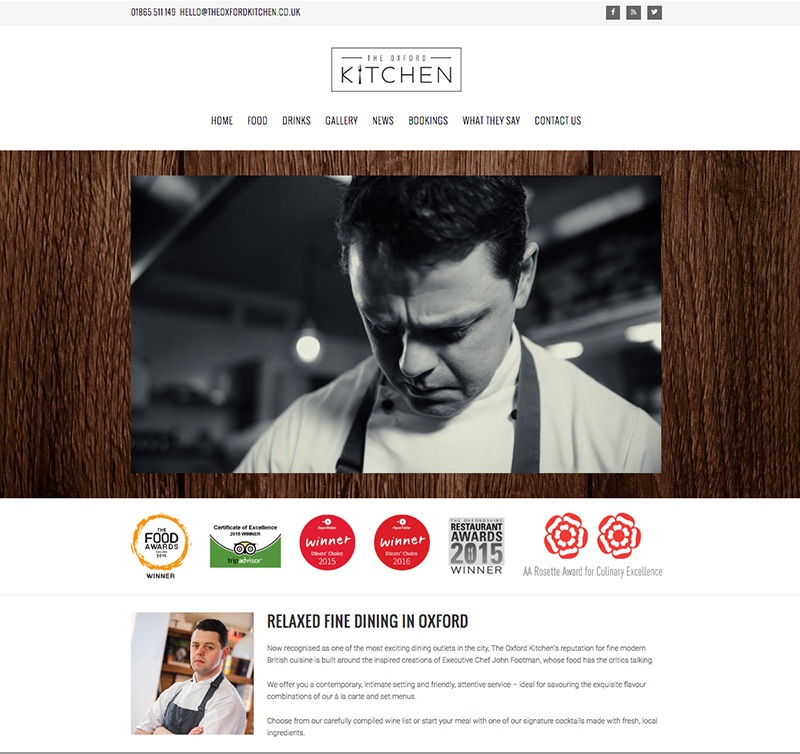 01865 511 149 HELLO@THEOXFORDKITCHEN.CO.UK
THE OXFORD
KITCHEN
HOME FOOD DRINKS GALLERY NEWS BOOKINGS WHAT THEY SAY CONTACT US
THE
FOOD
AWARDS
ENGLAND
2015
WINNER
Certificate of Excellence
2015 WINNER
tripadvisor
OpenTable
winner
Diners' Choice
2015
OpenTable
winner
Diners' Choice
2016
THE OXFORDSHIRE
RESTAURANT
AWARDS
2015
WINNER
AA Rosette Award for Culinary Excellence
RELAXED FINE DINING IN OXFORD
Now recognised as one of the most exciting dining outlets in the city, The Oxford Kitchen's reputation for fine modern
British cuisine is built around the inspired creations of Executive Chef John Footman, whose food has the critics talking.
We offer you a contemporary, intimate setting and friendly, attentive service – ideal for savouring the exquisite flavour
combinations of our à la carte and set menus.
Choose from our carefully compiled wine list or start your meal with one of our signature cocktails made with fresh, local
ingredients.